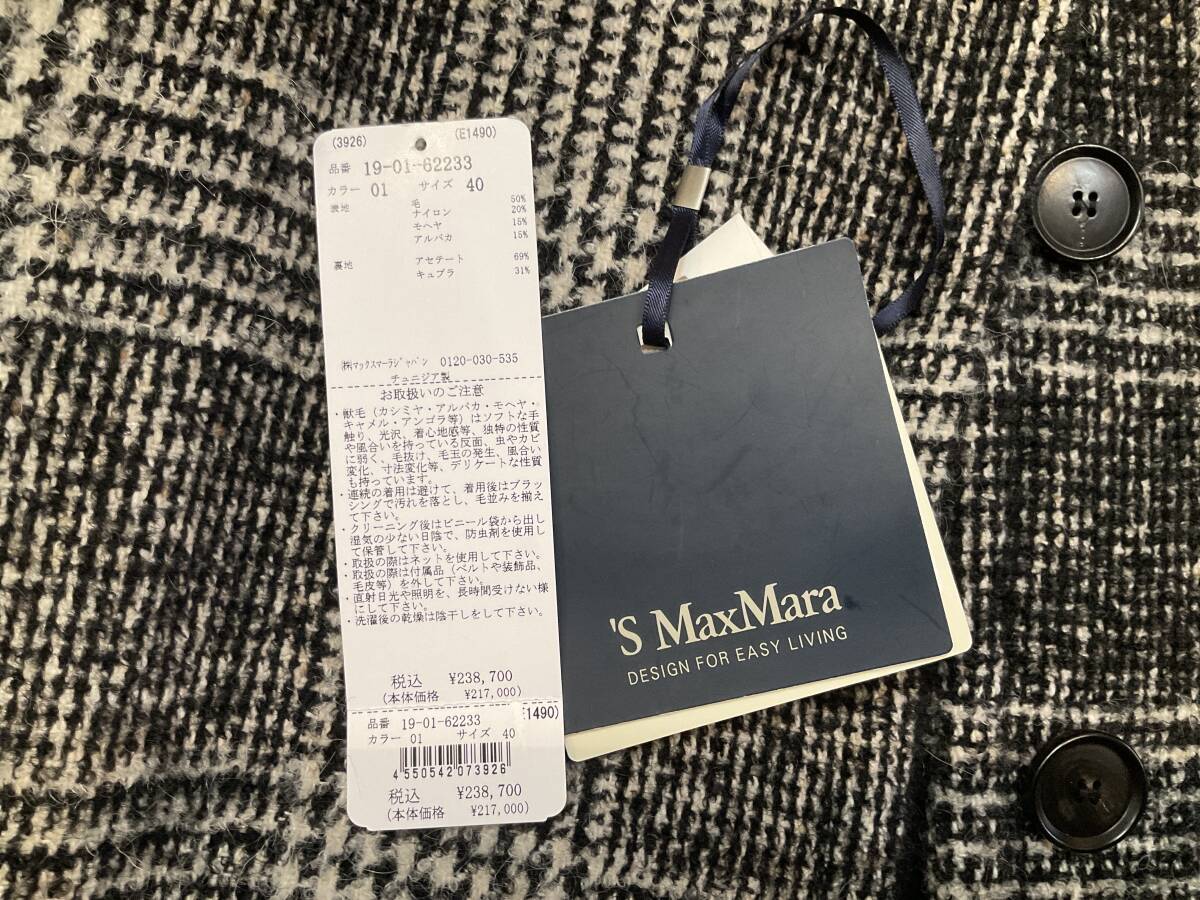 (3926) (E1490)
品番 19-01-62233
カラー 01 サイズ 40
表地 毛 50%
ナイロン 20%
モヘヤ 15%
アルパカ 15%
裏地 アセテート 69%
キュプラ 31%
㈱マックスマーラジャパン 0120-030-535
チュニジア製
お取扱いのご注意
・獣毛（カシミヤ・アルパカ・モヘヤ・
キャメル・アンゴラ等）はソフトな手
触り、光沢、着心地感等、独特の性質
や風合いを持っている反面、虫やカビ
に弱く、毛抜け、毛玉の発生、風合い
変化、寸法変化等、デリケートな性質
も持っています。
・連続の着用は避けて、着用後はブラッ
シングで汚れを落とし、毛並みを揃え
て下さい。
・クリーニング後はビニール袋から出し
湿気の少ない日陰で、防虫剤を使用し
て保管して下さい。
・取扱の際はネットを使用して下さい。
・取扱の際は付属品（ベルトや装飾品、
毛皮等）を外して下さい。
・直射日光や照明を、長時間受けない様
にして下さい。
・洗濯後の乾燥は陰干しをして下さい。
税込 ¥238,700
(本体価格 ¥217,000)
品番 19-01-62233 E1490)
カラー 01 サイズ 40
4 550542 073926
税込 ¥238,700
(本体価格 ¥217,000)
'S MaxMara
DESIGN FOR EASY LIVING